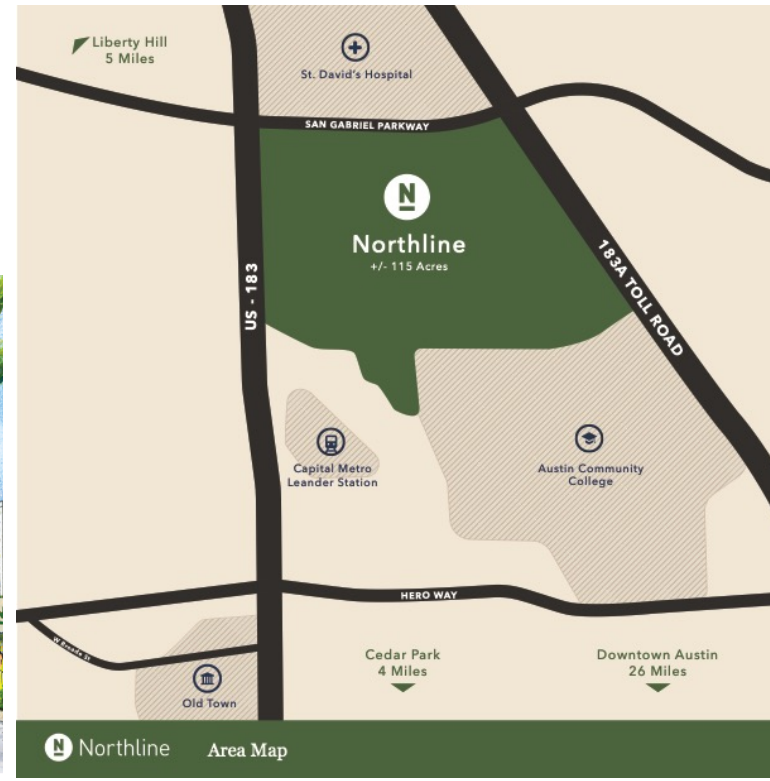 Liberty Hill
5 Miles
St. David's Hospital
SAN GABRIEL PARKWAY
N
Northline
+/- 115 Acres
US - 183
183A TOLL ROAD
Capital Metro
Leander Station
Austin Community
College
HERO WAY
W Broade St
Cedar Park
4 Miles
Downtown Austin
26 Miles
Old Town
N Northline Area Map